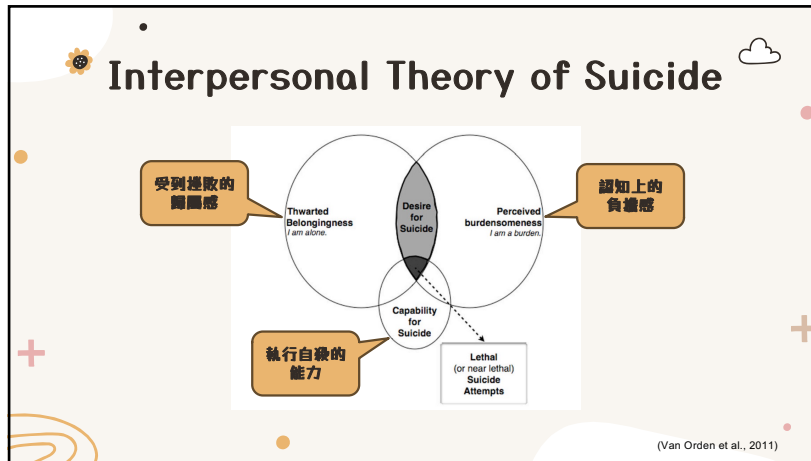 Interpersonal Theory of Suicide
受到挫敗的
歸屬感
認知上的
負擔感
Thwarted
Belongingness
I am alone.
Desire
for
Suicide
Perceived
burdensomeness
I am a burden.
Capability
for
Suicide
執行自殺的
能力
Lethal
(or near lethal)
Suicide
Attempts
(Van Orden et al., 2011)